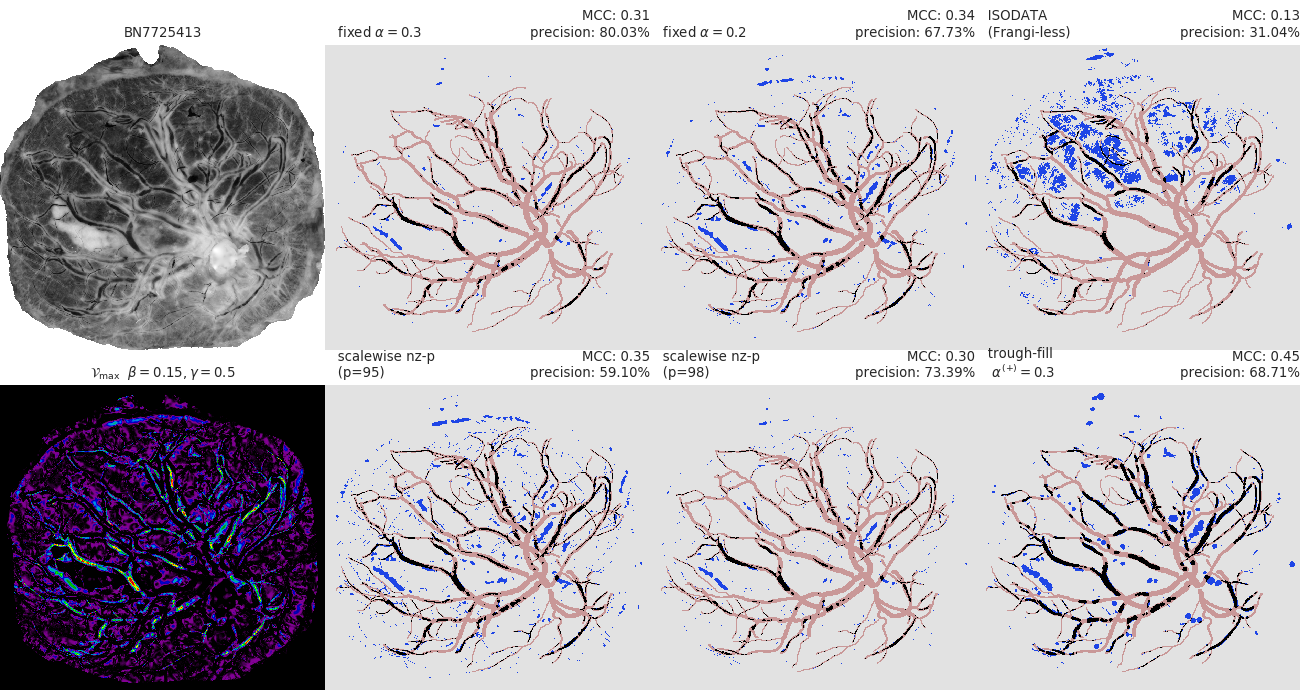 BN7725413
fixed α = 0.3
MCC: 0.31
precision: 80.03%
fixed α = 0.2
MCC: 0.34
precision: 67.73%
ISODATA
(Frangi-less)
MCC: 0.13
precision: 31.04%
𝒱max β = 0.15, γ = 0.5
scalewise nz-p
(p=95)
MCC: 0.35
precision: 59.10%
scalewise nz-p
(p=98)
MCC: 0.30
precision: 73.39%
trough-fill
α(+) = 0.3
MCC: 0.45
precision: 68.71%